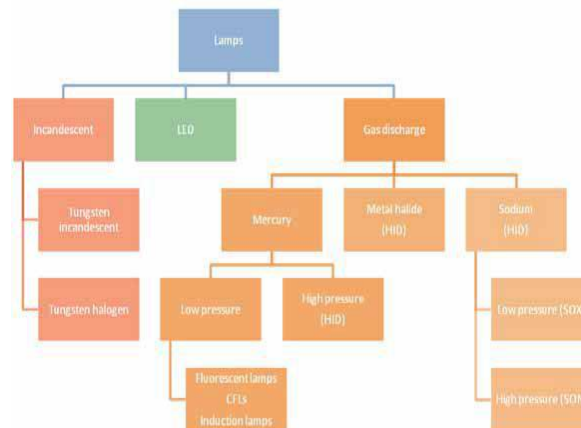 Lamps
Incandescent
LED
Gas discharge
Tungsten
incandescent
Mercury
Metal halide
(HID)
Sodium
(HID)
Tungsten halogen
Low pressure
High pressure
(HID)
Low pressure (SOX
Fluorescent lamps
CFLs
Induction lamps
High pressure (SON